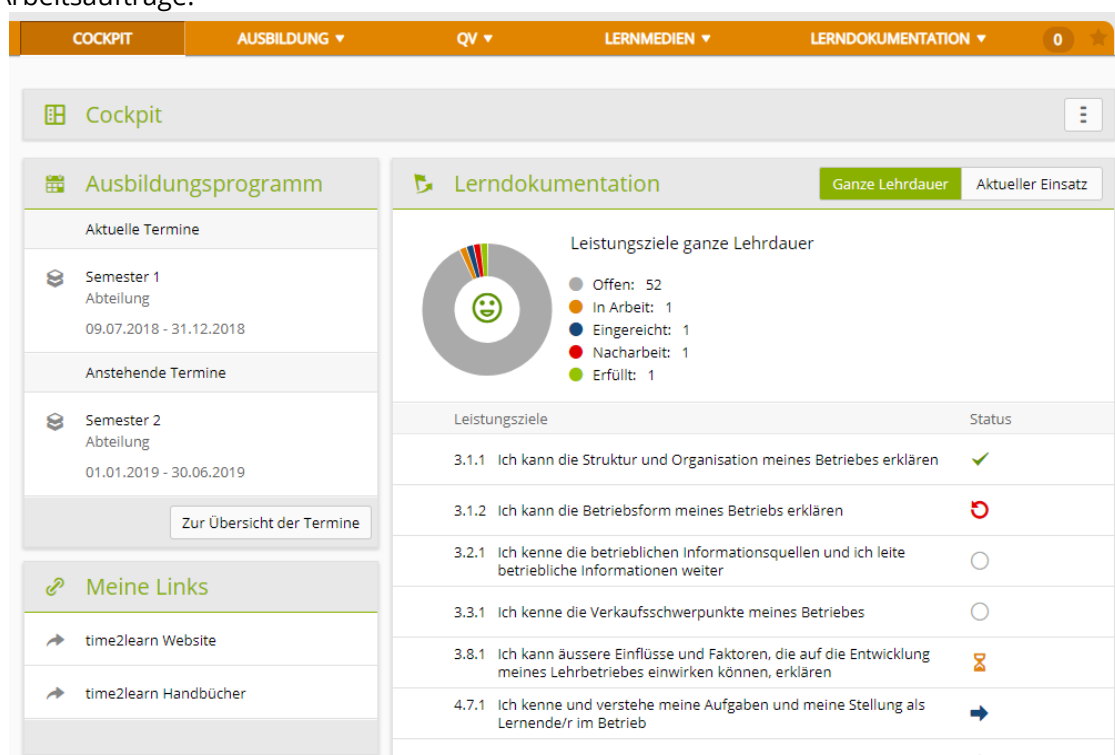 Arbeitsaufträge.
COCKPIT AUSBILDUNG QV LERNMEDIEN LERNDOKUMENTATION 0
Cockpit
Ausbildungsprogramm
Aktuelle Termine
Semester 1
Abteilung
09.07.2018 - 31.12.2018
Anstehende Termine
Semester 2
Abteilung
01.01.2019 - 30.06.2019
Zur Übersicht der Termine
Meine Links
time2learn Website
time2learn Handbücher
Lerndokumentation
Ganze Lehrdauer Aktueller Einsatz
Leistungsziele ganze Lehrdauer
Offen: 52
In Arbeit: 1
Eingereicht: 1
Nacharbeit: 1
Erfüllt: 1
Leistungsziele Status
3.1.1 Ich kann die Struktur und Organisation meines Betriebes erklären
3.1.2 Ich kann die Betriebsform meines Betriebs erklären
3.2.1 Ich kenne die betrieblichen Informationsquellen und ich leite
betriebliche Informationen weiter
3.3.1 Ich kenne die Verkaufsschwerpunkte meines Betriebes
3.8.1 Ich kann äussere Einflüsse und Faktoren, die auf die Entwicklung
meines Lehrbetriebes einwirken können, erklären
4.7.1 Ich kenne und verstehe meine Aufgaben und meine Stellung als
Lernende/r im Betrieb